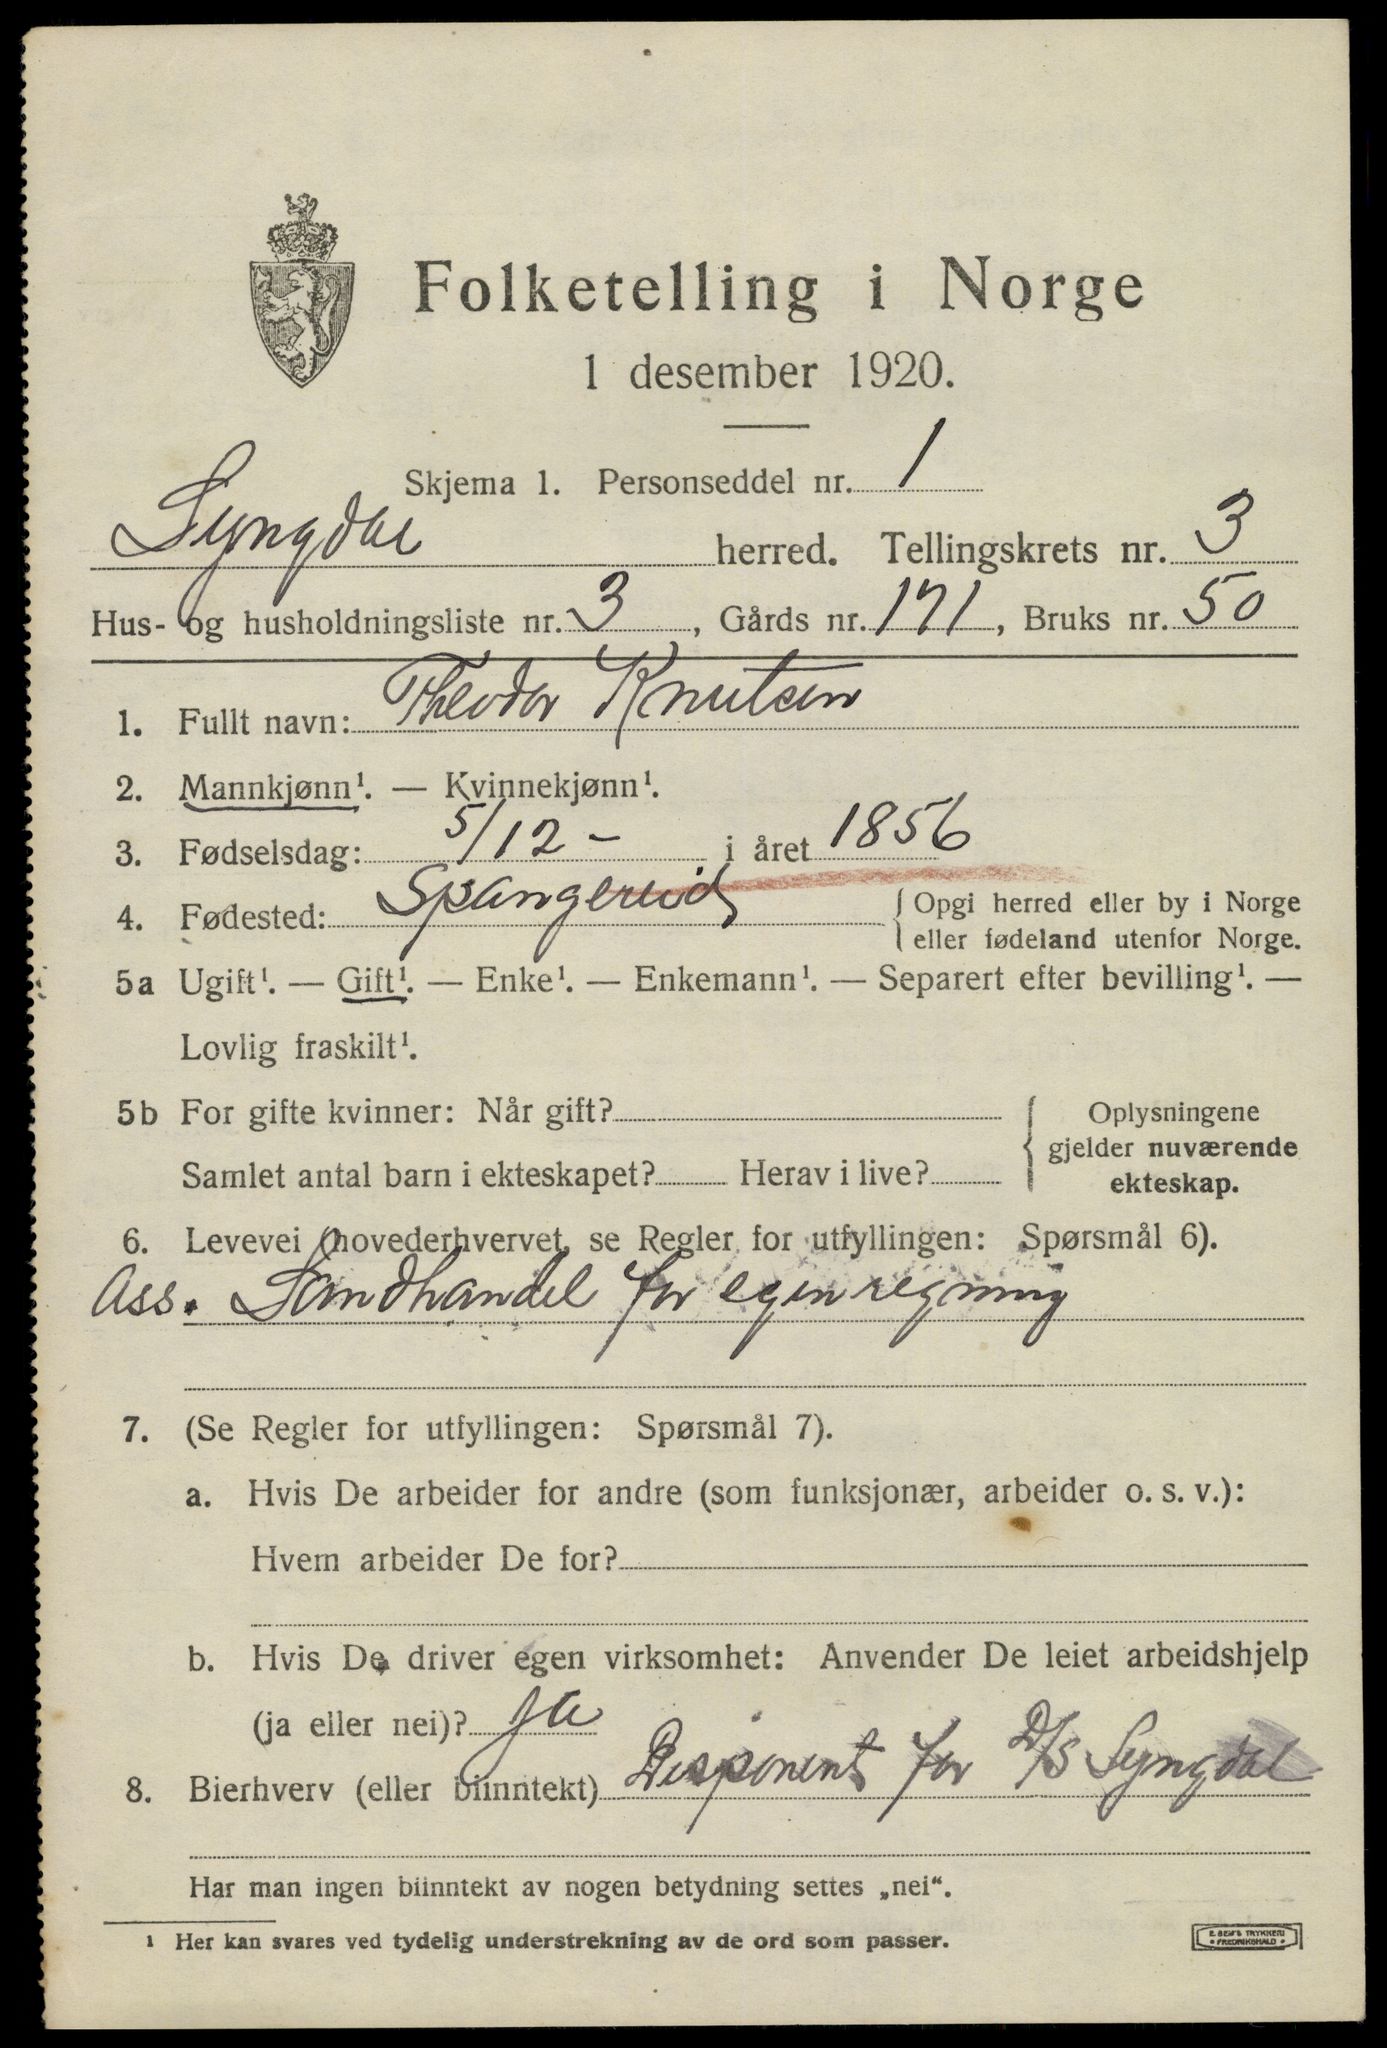 Folketelling i Norge
1 desember 1920.
Skjema 1. Personseddel nr. 1
Lyngdal herred. Tellingskrets nr. 3
Hus- og husholdningsliste nr. 3, Gårds nr. 171, Bruks nr. 50
1. Fullt navn: Theodor Knutsen
2. Mannkjønn¹. — Kvinnekjønn¹.
3. Fødselsdag: 5/12 - i året 1856
4. Fødested: Spangereid { Opgi herred eller by i Norge
eller fødeland utenfor Norge.
5a Ugift¹. — Gift¹. — Enke¹. — Enkemann¹. — Separert efter bevilling¹. —
Lovlig fraskilt¹.
5b For gifte kvinner: Når gift? { Oplysningene
gjelder nuværende
Samlet antal barn i ekteskapet? Herav i live? ekteskap.
6. Levevei (hovederhvervet, se Regler for utfyllingen: Spørsmål 6).
Ass. Landhandel for egen regning
7. (Se Regler for utfyllingen: Spørsmål 7).
a. Hvis De arbeider for andre (som funksjonær, arbeider o. s. v.):
Hvem arbeider De for?
b. Hvis De driver egen virksomhet: Anvender De leiet arbeidshjelp
(ja eller nei)? ja
8. Bierhverv (eller biinntekt) Disponent for D/S Lyngdal
Har man ingen biinntekt av nogen betydning settes „nei“.
¹ Her kan svares ved tydelig understrekning av de ord som passer.
E. SEM'S TRYKKERI
FREDRIKSHALD